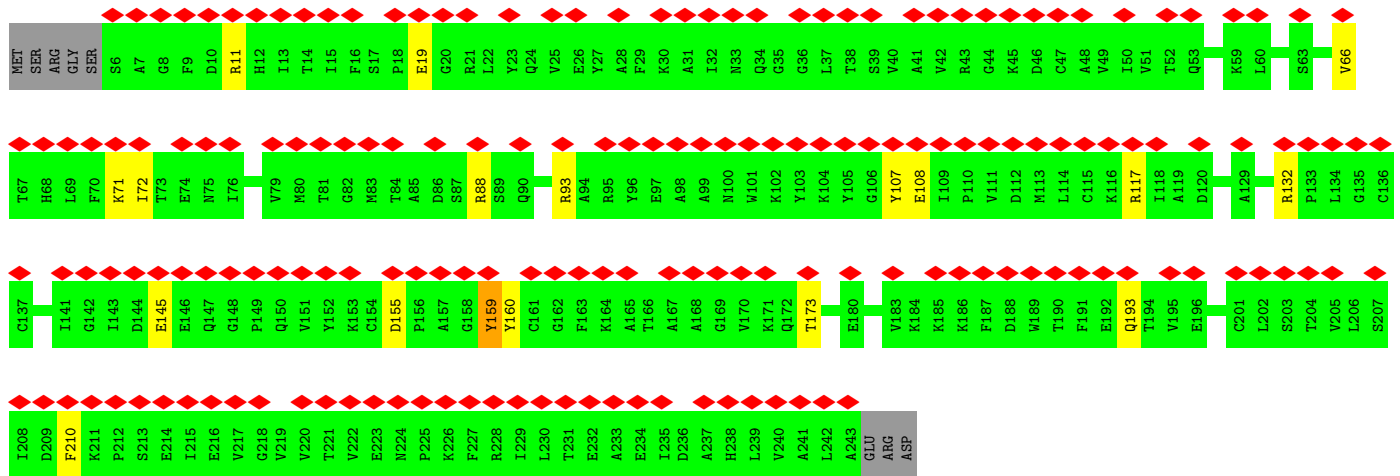 MET SER ARG GLY SER S6 A7 G8 F9 D10 R11 H12 I13 T14 I15 F16 S17 P18 E19 G20 R21 L22 Y23 Q24 V25 E26 Y27 A28 F29 K30 A31 I32 N33 Q34 G35 G36 L37 T38 S39 V40 A41 V42 R43 G44 K45 D46 C47 A48 V49 I50 V51 T52 Q53 K59 L60 S63 V66
T67 H68 L69 F70 K71 I72 T73 E74 N75 I76 V79 M80 T81 G82 M83 T84 A85 D86 S87 R88 S89 Q90 R93 A94 R95 Y96 E97 A98 A99 N100 W101 K102 Y103 K104 Y105 G106 Y107 E108 I109 P110 V111 D112 M113 L114 C115 K116 R117 I118 A119 D120 A129 R132 P133 L134 G135 C136
C137 I141 G142 I143 D144 E145 E146 Q147 G148 P149 Q150 V151 Y152 K153 C154 D155 P156 A157 G158 Y159 Y160 C161 G162 F163 K164 A165 T166 A167 A168 G169 V170 K171 Q172 T173 E180 V183 K184 K185 K186 F187 D188 W189 T190 F191 E192 Q193 T194 V195 E196 C201 L202 S203 T204 V205 L206 S207
I208 D209 F210 K211 P212 S213 E214 I215 E216 V217 G218 V219 V220 T221 V222 E223 N224 P225 K226 F227 R228 I229 L230 T231 E232 A233 E234 I235 D236 A237 H238 L239 V240 A241 L242 A243 GLU ARG ASP